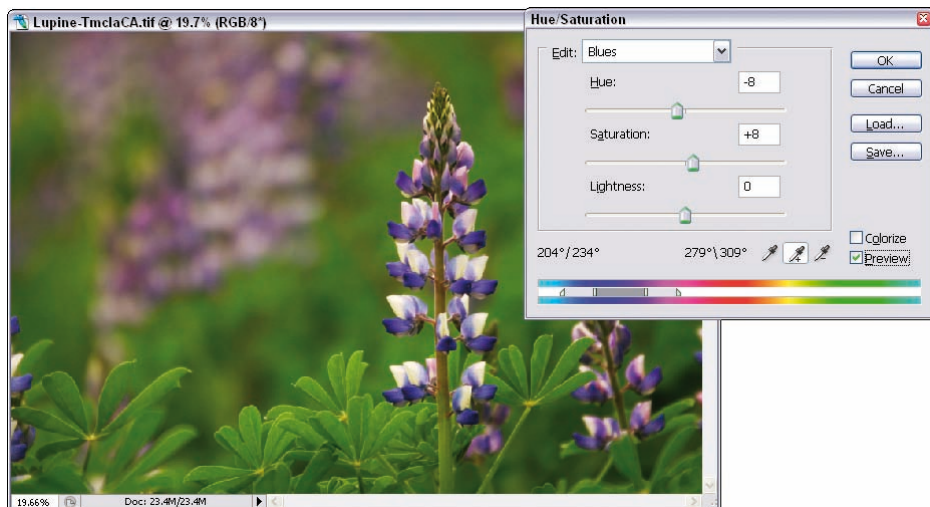 Lupine-TmclaCA.tif @ 19.7% (RGB/8*)
19.66%
Doc: 23.4M/23.4M
Hue/Saturation
Edit: Blues
Hue: -8
Saturation: +8
Lightness: 0
204°/234°
279°\309°
OK
Cancel
Load...
Save...
Colorize
Preview